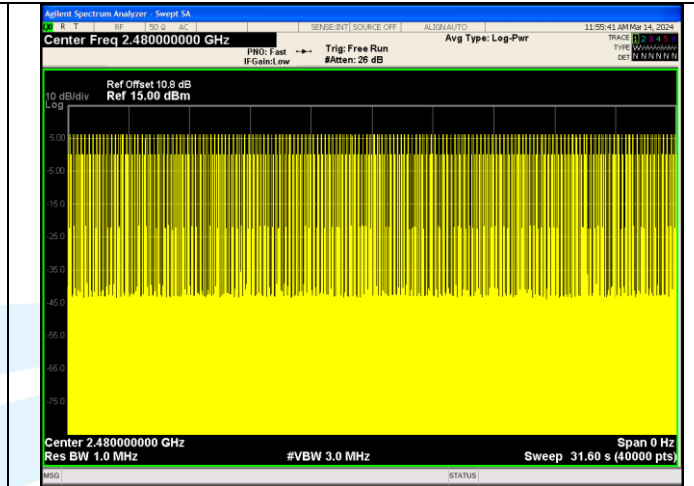 Agilent Spectrum Analyzer - Swept SA
R T RF 50 Ω AC SENSE:INT SOURCE OFF ALIGN AUTO 11:55:41 AM Mar 14, 2024
Center Freq 2.480000000 GHz Avg Type: Log-Pwr TRACE 1 2 3 4 5 6
PNO: Fast Trig: Free Run TYPE W
IFGain:Low #Atten: 26 dB DET N N N N N N
Ref Offset 10.8 dB
10 dB/div Ref 15.00 dBm
Log
5.00
-5.00
-15.0
-25.0
-35.0
-45.0
-55.0
-65.0
-75.0
Center 2.480000000 GHz Span 0 Hz
Res BW 1.0 MHz #VBW 3.0 MHz Sweep 31.60 s (40000 pts)
MSG STATUS